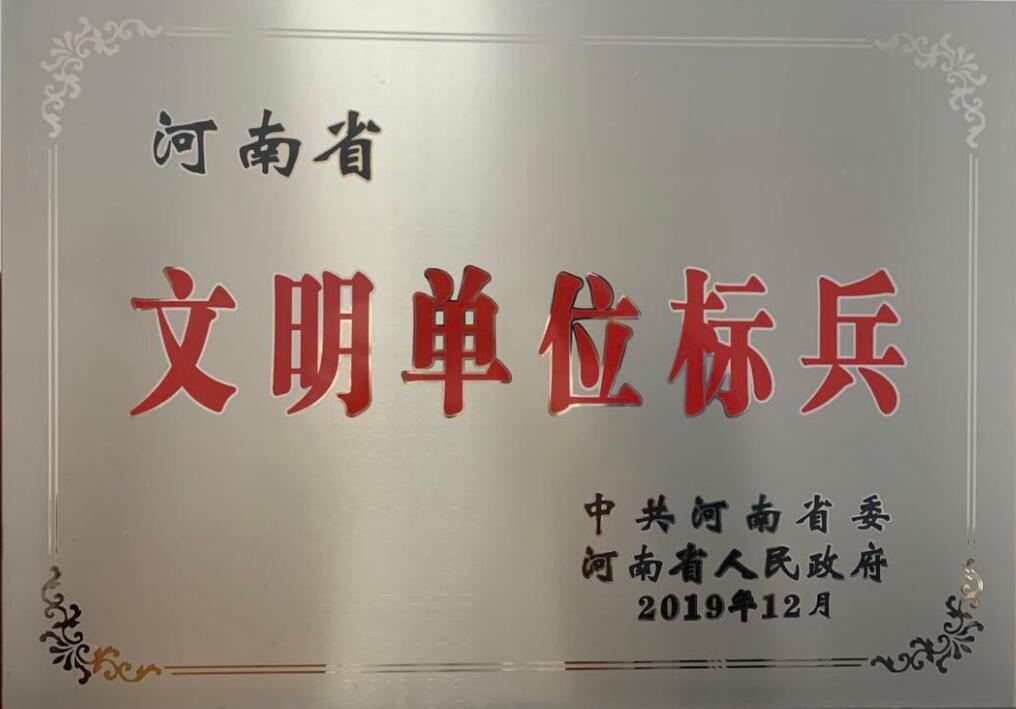 河南省
文明单位标兵
中共河南省委
河南省人民政府
2019年12月